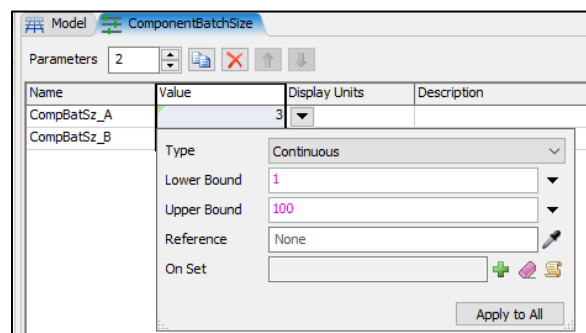 Model ComponentBatchSize
Parameters 2
Name Value Display Units Description
CompBatSz_A 3
CompBatSz_B
Type Continuous
Lower Bound 1
Upper Bound 100
Reference None
On Set
Apply to All